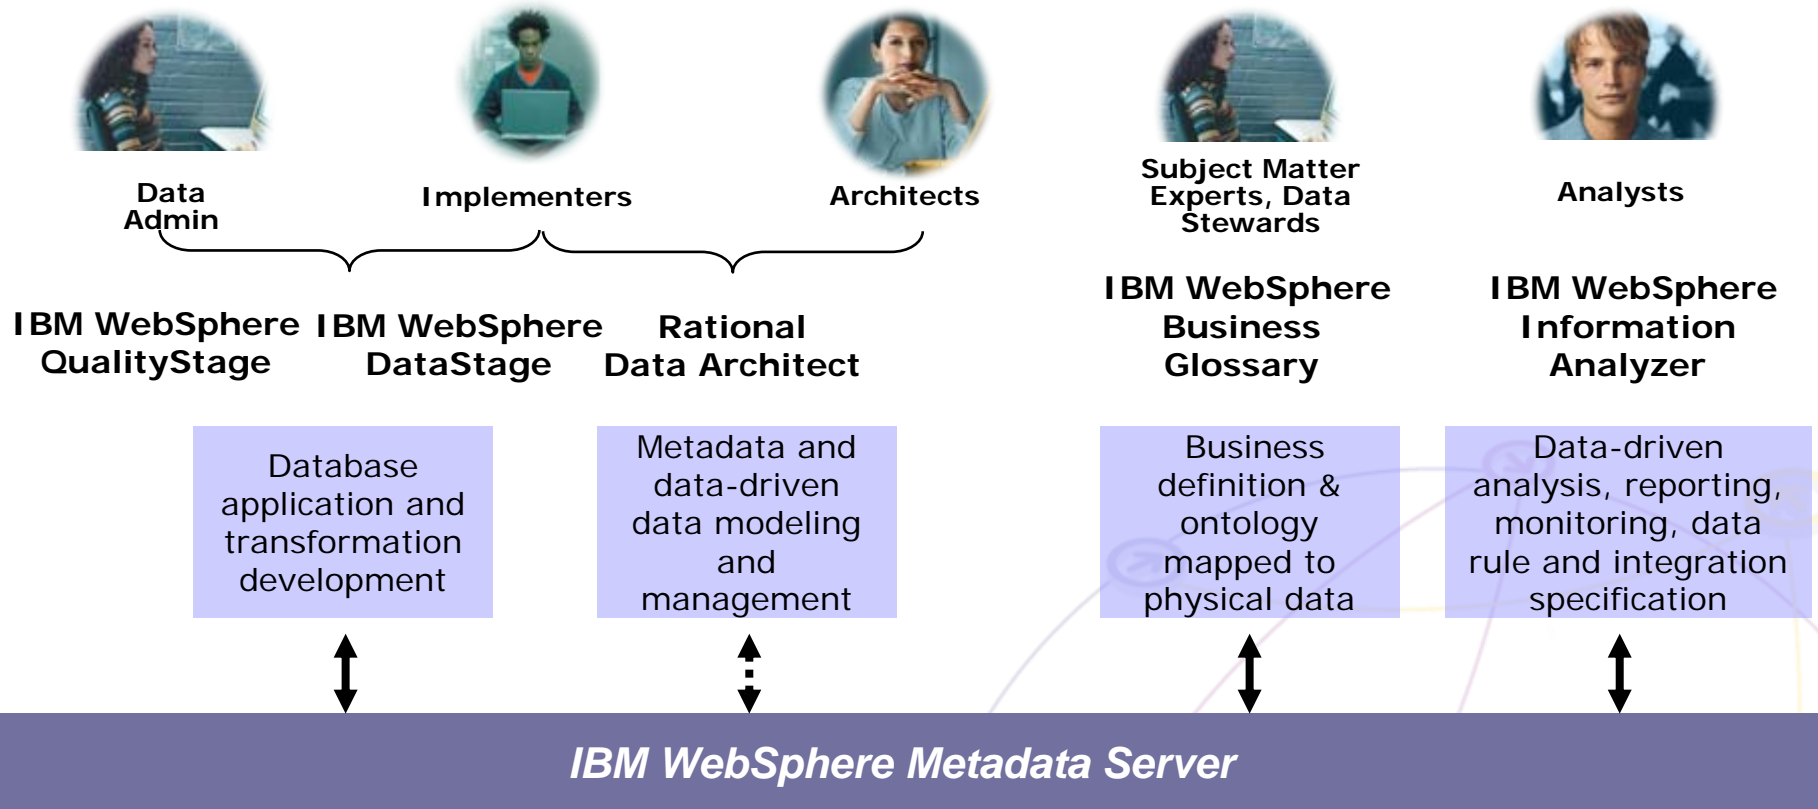 Data
Admin
Implementers
Architects
Subject Matter
Experts, Data
Stewards
Analysts
IBM WebSphere
QualityStage
IBM WebSphere
DataStage
Rational
Data Architect
IBM WebSphere
Business
Glossary
IBM WebSphere
Information
Analyzer
Database
application and
transformation
development
Metadata and
data-driven
data modeling
and
management
Business
definition &
ontology
mapped to
physical data
Data-driven
analysis, reporting,
monitoring, data
rule and integration
specification
IBM WebSphere Metadata Server